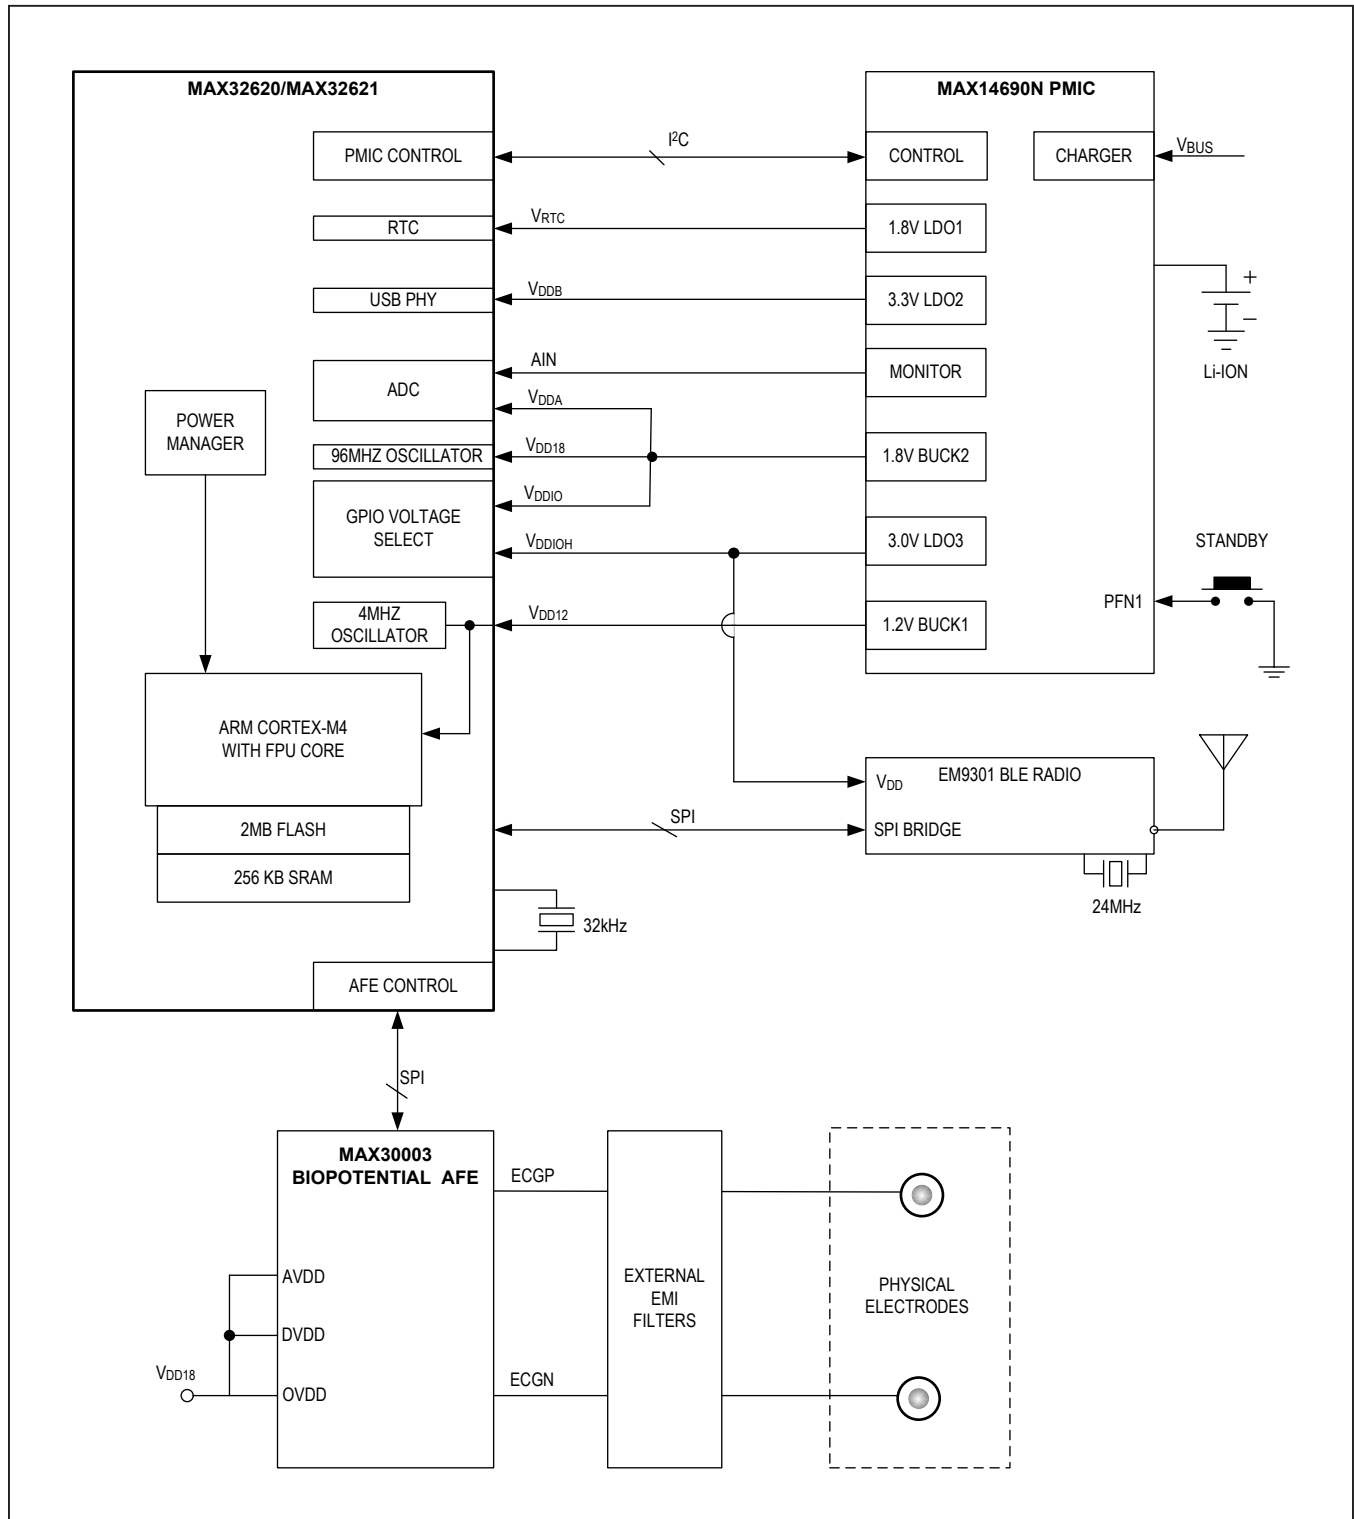 MAX32620/MAX32621
MAX14690N PMIC
PMIC CONTROL
I²C
CONTROL
CHARGER
VBUS
RTC
VRTC
1.8V LDO1
USB PHY
VDDB
3.3V LDO2
+
−
Li-ION
ADC
AIN
MONITOR
VDDA
POWER
MANAGER
96MHZ OSCILLATOR
VDD18
1.8V BUCK2
GPIO VOLTAGE
SELECT
VDDIO
VDDIOH
3.0V LDO3
STANDBY
PFN1
4MHZ
OSCILLATOR
VDD12
1.2V BUCK1
ARM CORTEX-M4
WITH FPU CORE
2MB FLASH
256 KB SRAM
EM9301 BLE RADIO
VDD
SPI
SPI BRIDGE
24MHz
32kHz
AFE CONTROL
SPI
MAX30003
BIOPOTENTIAL AFE
ECGP
AVDD
DVDD
VDD18
OVDD
ECGN
EXTERNAL
EMI
FILTERS
PHYSICAL
ELECTRODES